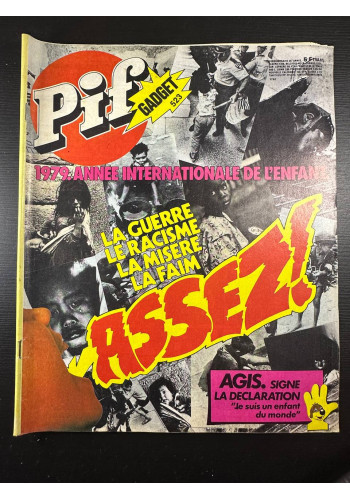 Pif
GADGET
523
1979 ANNÉE INTERNATIONALE DE L'ENFANT
LA GUERRE
LE RACISME
LA MISÈRE
LA FAIM
ASSEZ!
AGIS. SIGNE
LA DECLARATION
"Je suis un enfant
du monde"